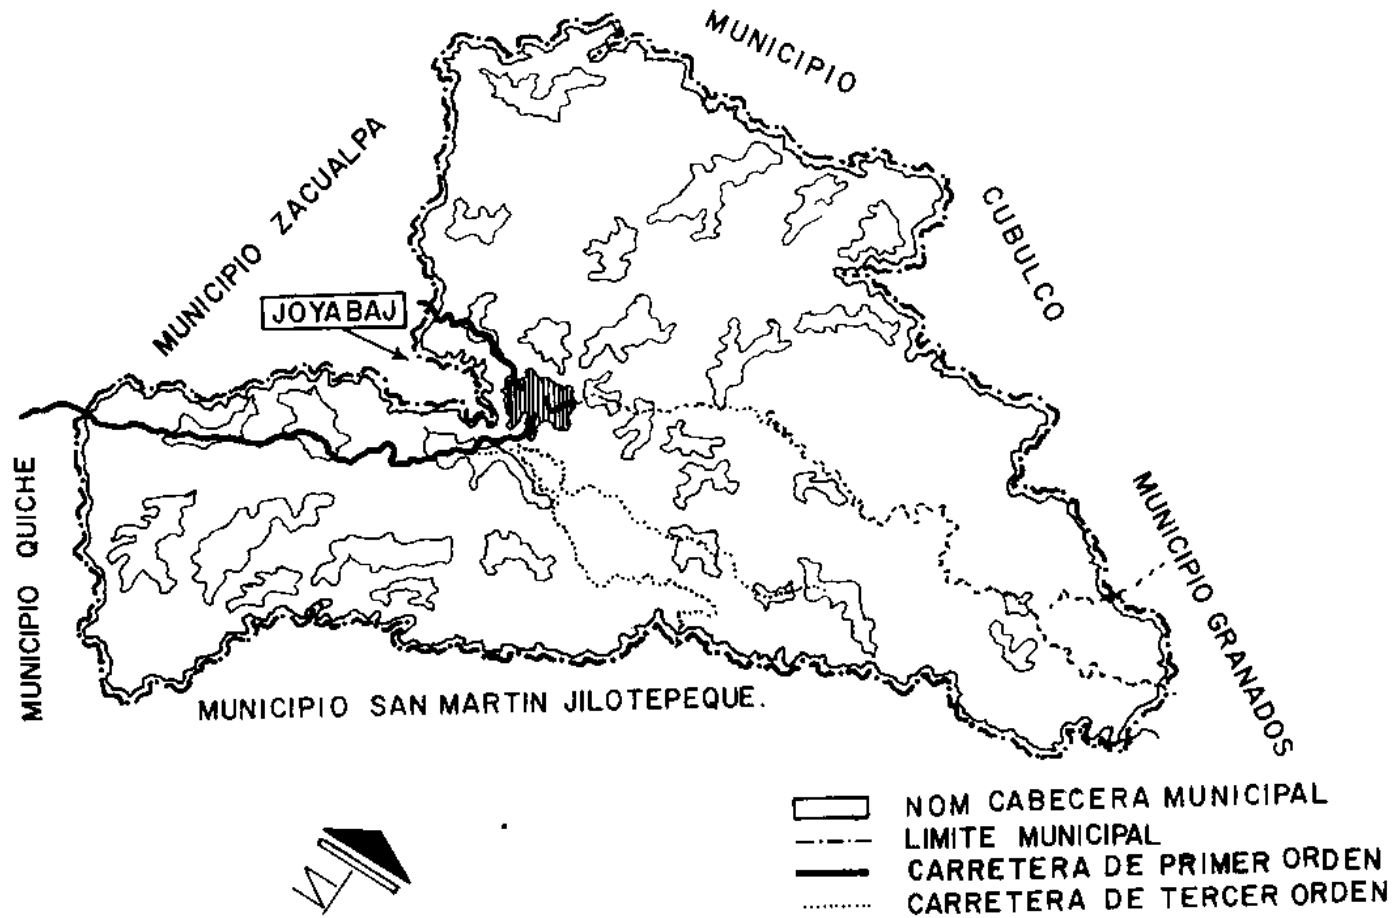 MUNICIPIO
CUBULCO
MUNICIPIO ZACUALPA
JOYABAJ
MUNICIPIO QUICHE
MUNICIPIO GRANADOS
MUNICIPIO SAN MARTIN JILOTEPEQUE.
NOM CABECERA MUNICIPAL
LIMITE MUNICIPAL
CARRETERA DE PRIMER ORDEN
CARRETERA DE TERCER ORDEN
N